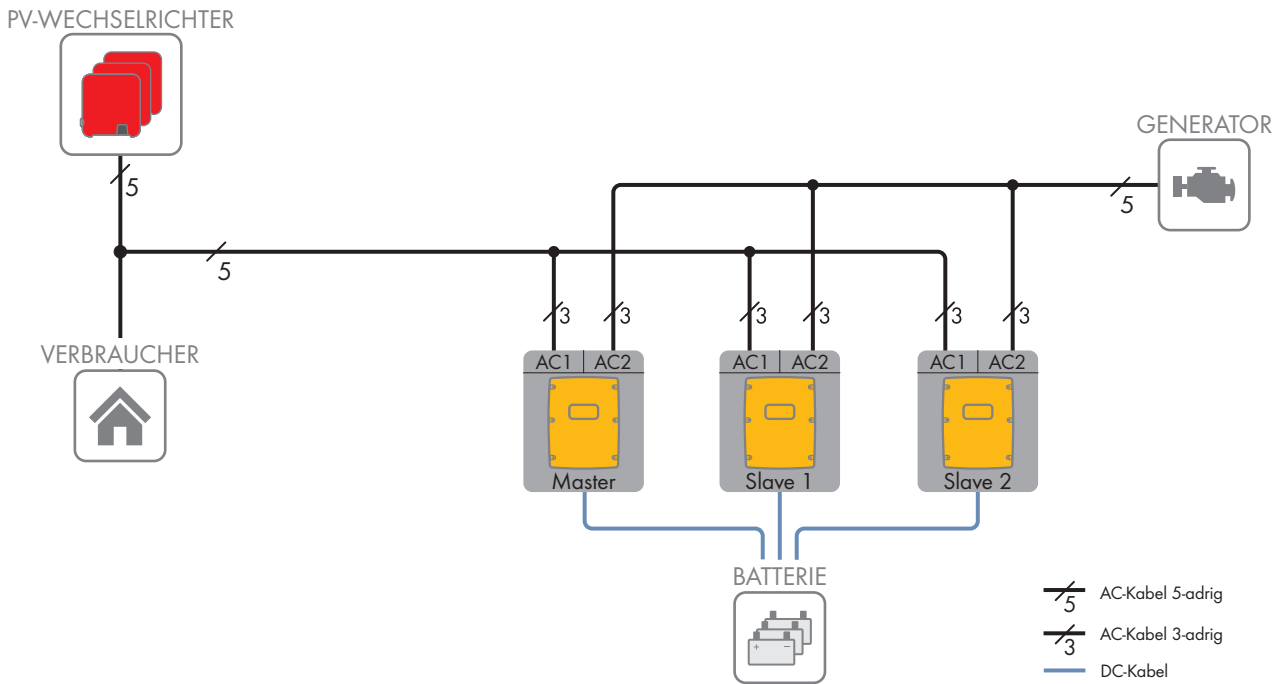 PV-WECHSELRICHTER
GENERATOR
5
5
5
3
3
3
3
3
3
VERBRAUCHER
AC1 AC2
AC1 AC2
AC1 AC2
Master
Slave 1
Slave 2
BATTERIE
+ −
5 AC-Kabel 5-adrig
3 AC-Kabel 3-adrig
DC-Kabel